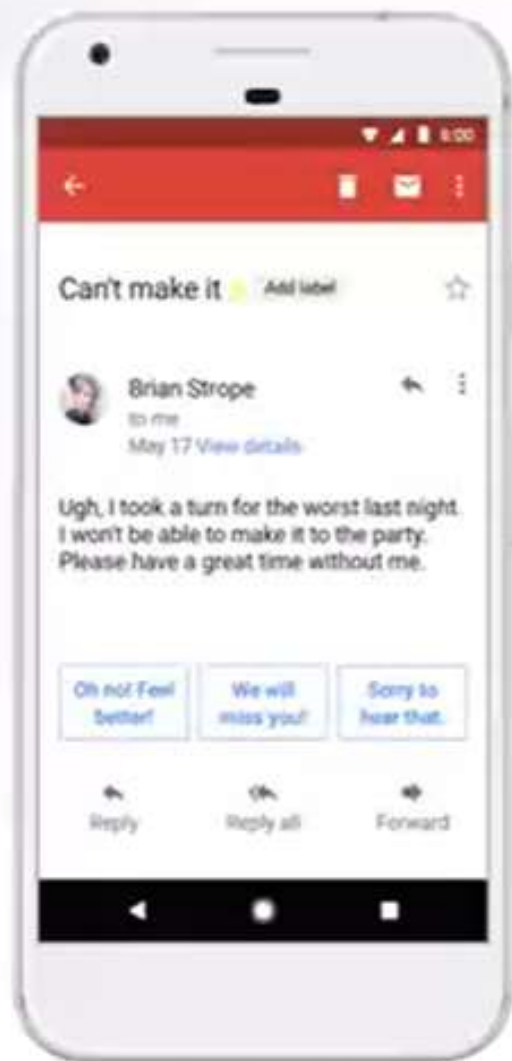 6:00
Can't make it Add label
Brian Strope
to me
May 17 View details
Ugh, I took a turn for the worst last night.
I won't be able to make it to the party.
Please have a great time without me.
Oh no! Feel
better!
We will
miss you!
Sorry to
hear that.
Reply Reply all Forward